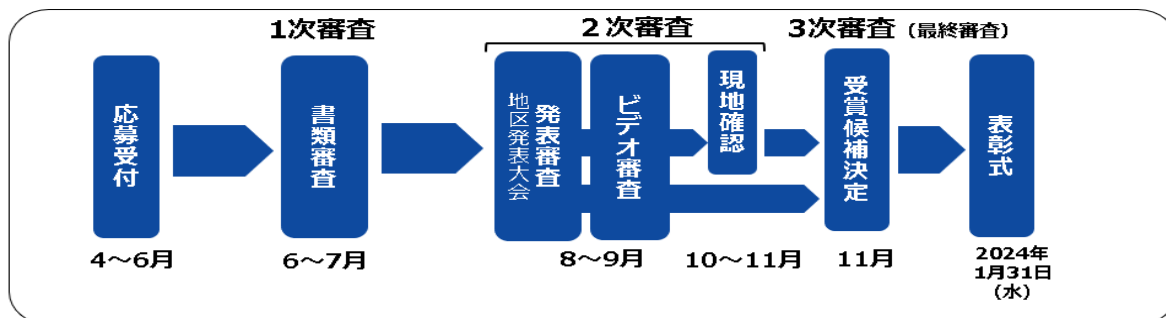 1次審査
2次審査
3次審査（最終審査）
応募受付
書類審査
発表審査
地区発表大会
ビデオ審査
現地確認
受賞候補決定
表彰式
4～6月
6～7月
8～9月
10～11月
11月
2024年
1月31日
（水）